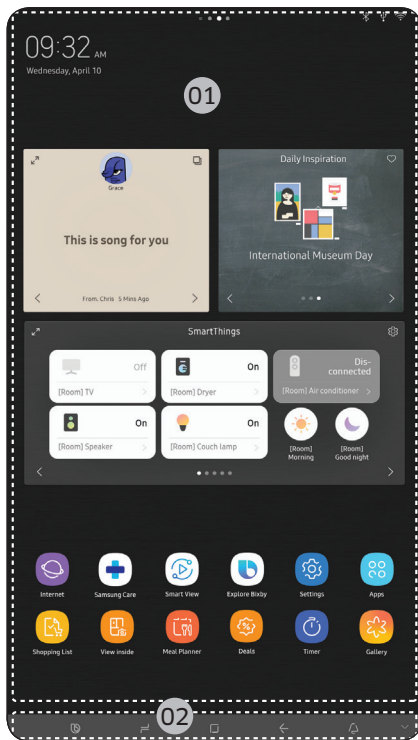 09:32 AM
Wednesday, April 10
01
Grace
This is song for you
From. Chris 5 Mins Ago
Daily Inspiration
International Museum Day
SmartThings
Off
[Room] TV
On
[Room] Dryer
Dis-
connected
[Room] Air conditioner
On
[Room] Speaker
On
[Room] Couch lamp
[Room]
Morning
[Room]
Good night
Internet
Samsung Care
Smart View
Explore Bixby
Settings
Apps
Shopping List
View inside
Meal Planner
Deals
Timer
Gallery
02